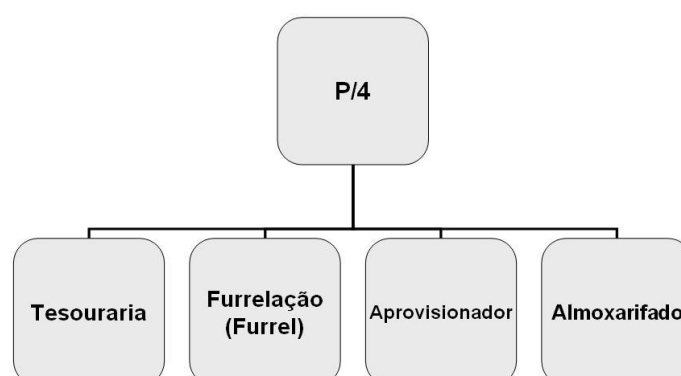 P/4
Tesouraria
Furrelação
(Furrel)
Aprovisionador
Almoxarifado